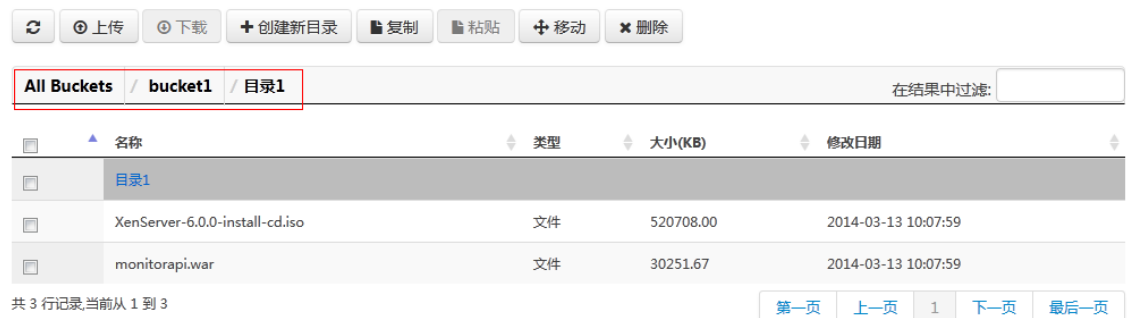 上传 下载 创建新目录 复制 粘贴 移动 删除
All Buckets / bucket1 / 目录1 在结果中过滤:
名称 类型 大小(KB) 修改日期
目录1
XenServer-6.0.0-install-cd.iso 文件 520708.00 2014-03-13 10:07:59
monitorapi.war 文件 30251.67 2014-03-13 10:07:59
共 3 行记录,当前从 1 到 3 第一页 上一页 1 下一页 最后一页